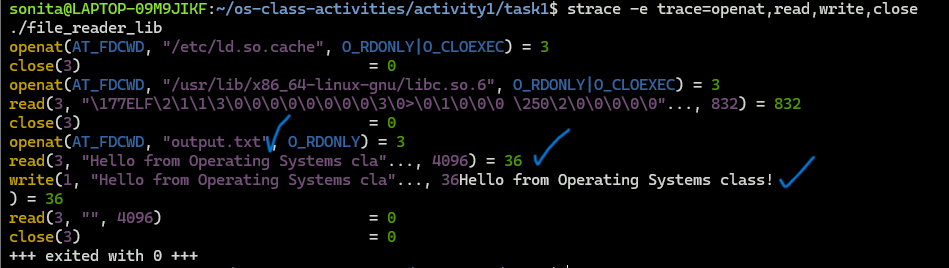 sonita@LAPTOP-09M9JIKF:~/os-class-activities/activity1/task1$ strace -e trace=openat,read,write,close
./file_reader_lib
openat(AT_FDCWD, "/etc/ld.so.cache", O_RDONLY|O_CLOEXEC) = 3
close(3)                                = 0
openat(AT_FDCWD, "/usr/lib/x86_64-linux-gnu/libc.so.6", O_RDONLY|O_CLOEXEC) = 3
read(3, "\177ELF\2\1\1\3\0\0\0\0\0\0\0\0\3\0>\0\1\0\0\0 \250\2\0\0\0\0\0"..., 832) = 832
close(3)                                = 0
openat(AT_FDCWD, "output.txt", O_RDONLY) = 3
read(3, "Hello from Operating Systems cla"..., 4096) = 36
write(1, "Hello from Operating Systems cla"..., 36Hello from Operating Systems class!
) = 36
read(3, "", 4096)                       = 0
close(3)                                = 0
+++ exited with 0 +++